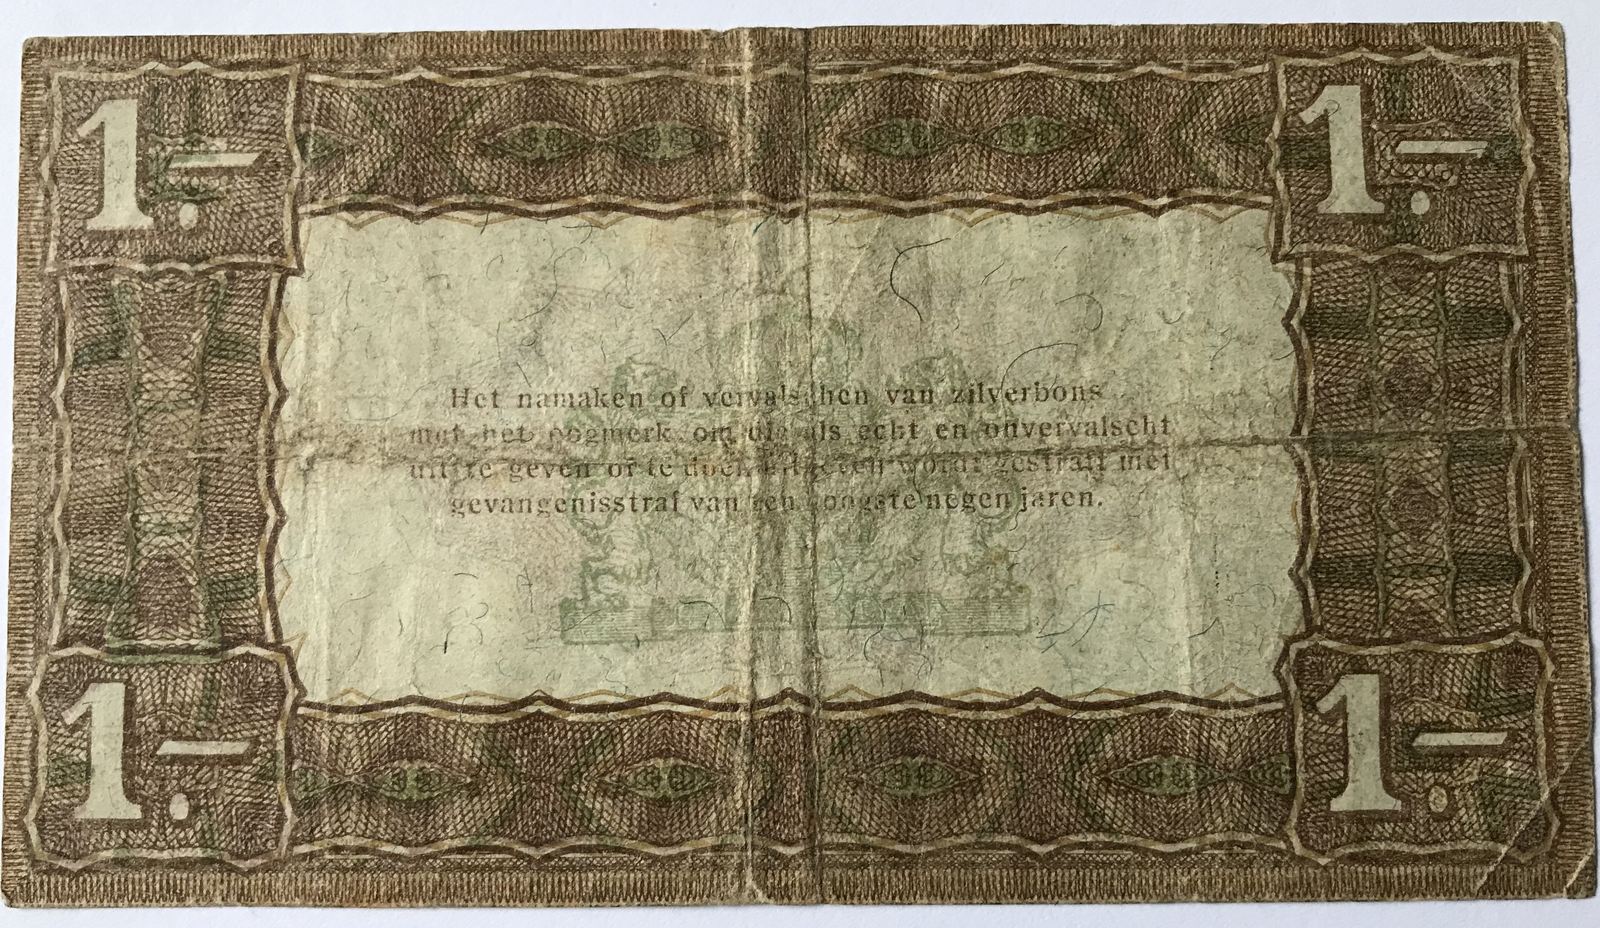 1.-
1.-
Het namaken of vervalschen van zilverbons
met het oogmerk om die als echt en onvervalscht
uit te geven of te doen uitgeven wordt gestraft met
gevangenisstraf van ten hoogste negen jaren.
1.-
1.-